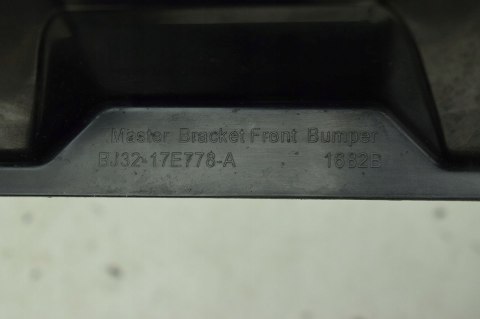 Master Bracket Front Bumper
BJ32-17E778-A 1682B